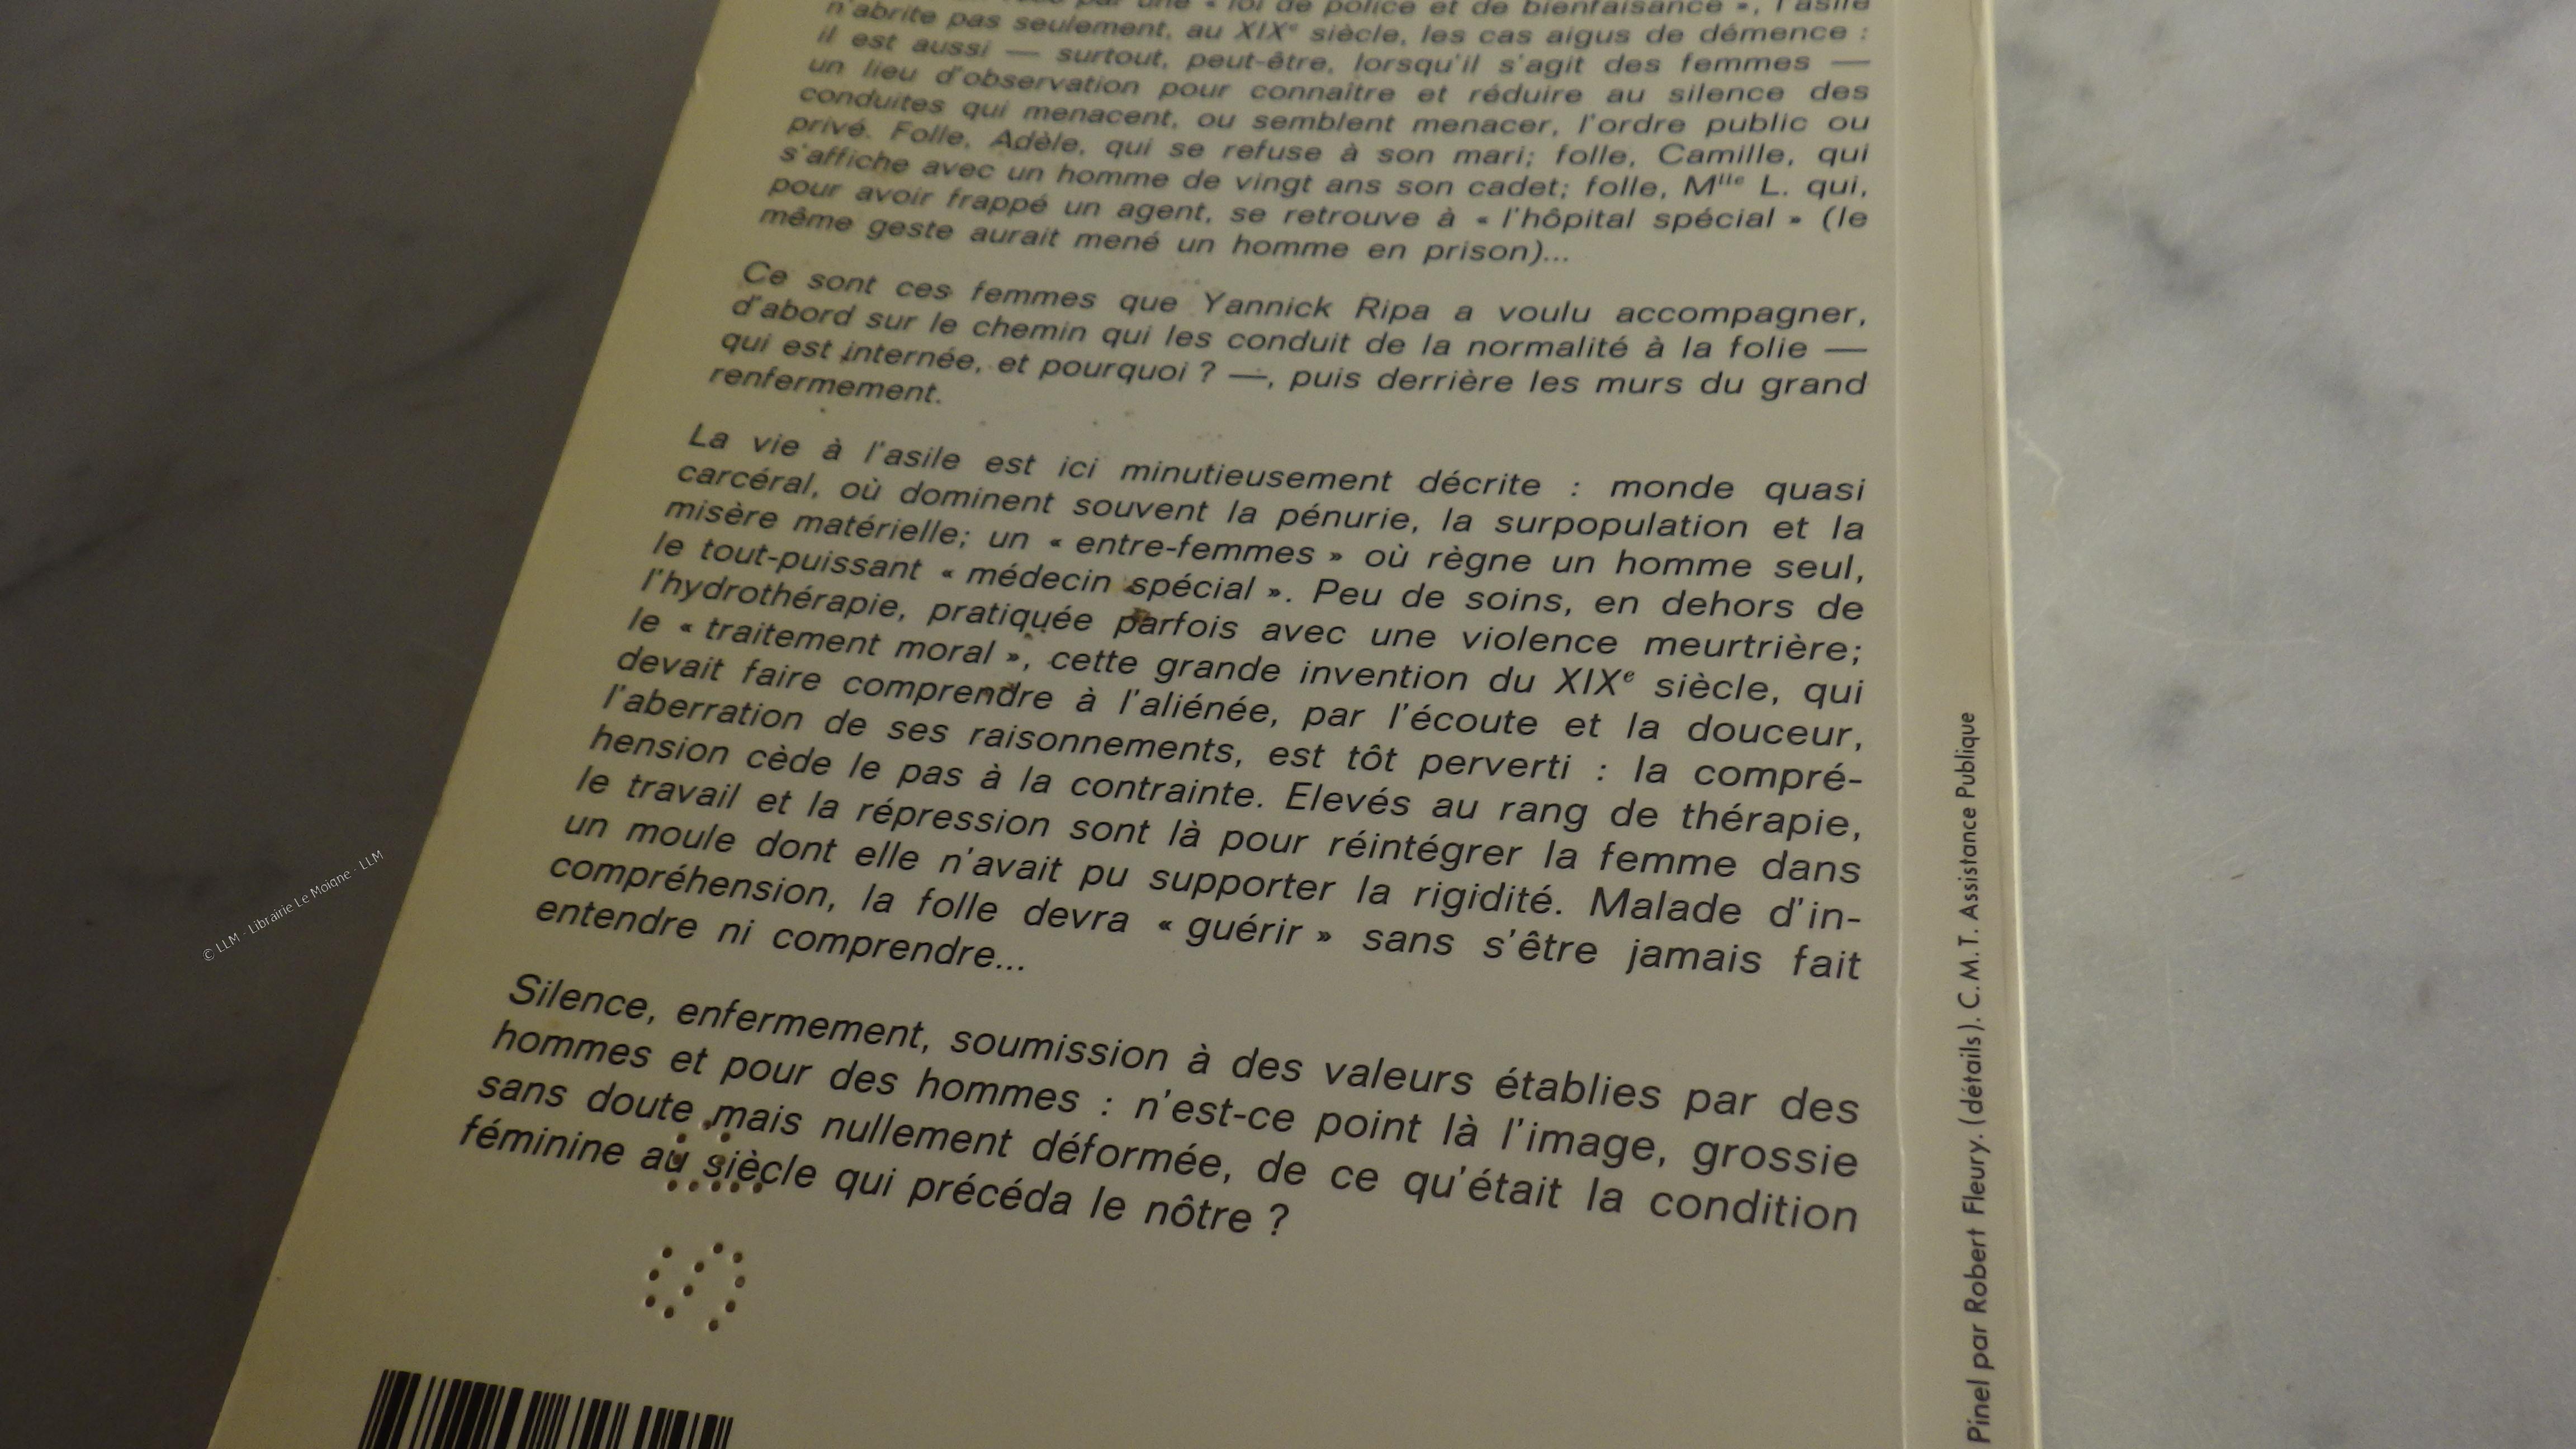 par une « loi de police et de bienfaisance », l'asile
n'abrite pas seulement, au XIXe siècle, les cas aigus de démence :
il est aussi — surtout, peut-être, lorsqu'il s'agit des femmes —
un lieu d'observation pour connaître et réduire au silence des
conduites qui menacent, ou semblent menacer, l'ordre public ou
privé. Folle, Adèle, qui se refuse à son mari; folle, Camille, qui
s'affiche avec un homme de vingt ans son cadet; folle, Mlle L. qui,
pour avoir frappé un agent, se retrouve à « l'hôpital spécial » (le
même geste aurait mené un homme en prison)...
Ce sont ces femmes que Yannick Ripa a voulu accompagner,
d'abord sur le chemin qui les conduit de la normalité à la folie —
qui est internée, et pourquoi ? —, puis derrière les murs du grand
renfermement.
La vie à l'asile est ici minutieusement décrite : monde quasi
carcéral, où dominent souvent la pénurie, la surpopulation et la
misère matérielle; un « entre-femmes » où règne un homme seul,
le tout-puissant « médecin spécial ». Peu de soins, en dehors de
l'hydrothérapie, pratiquée parfois avec une violence meurtrière;
le « traitement moral », cette grande invention du XIXe siècle, qui
devait faire comprendre à l'aliénée, par l'écoute et la douceur,
l'aberration de ses raisonnements, est tôt perverti : la compré-
hension cède le pas à la contrainte. Elevés au rang de thérapie,
le travail et la répression sont là pour réintégrer la femme dans
un moule dont elle n'avait pu supporter la rigidité. Malade d'in-
compréhension, la folle devra « guérir » sans s'être jamais fait
entendre ni comprendre...
Silence, enfermement, soumission à des valeurs établies par des
hommes et pour des hommes : n'est-ce point là l'image, grossie
sans doute mais nullement déformée, de ce qu'était la condition
féminine au siècle qui précéda le nôtre ?
Pinel par Robert Fleury. (détails). C.M.T. Assistance Publique
© LLM - Librairie Le Moigne - LLM